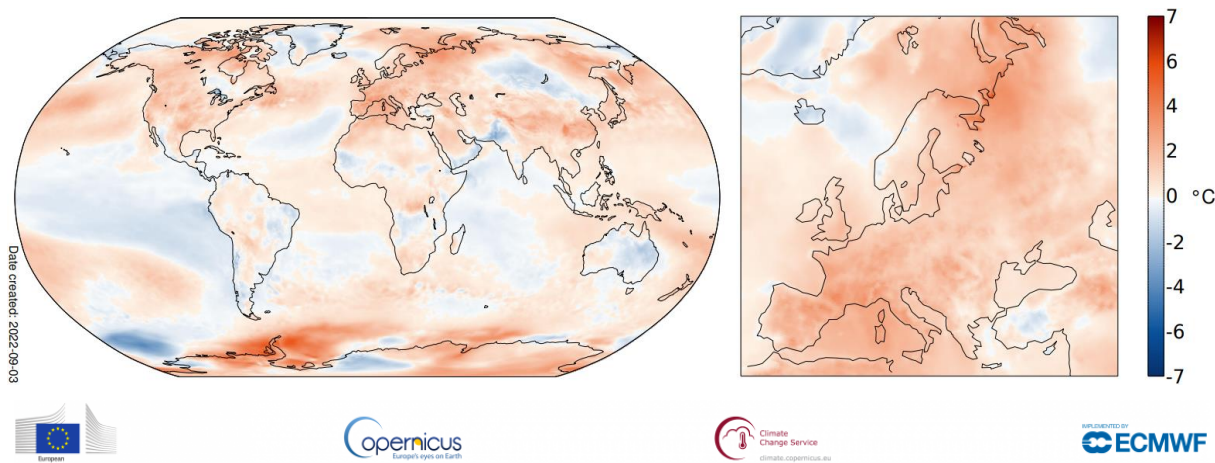 7
6
4
2
0
°C
-2
-4
-6
-7
Date created: 2022-09-03
European
opernicus
Europe's eyes on Earth
Climate
Change Service
climate.copernicus.eu
IMPLEMENTED BY
ECMWF